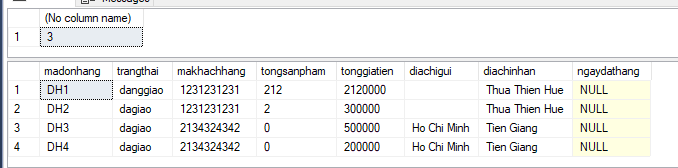 Messages
(No column name)
1 3
madonhang trangthai makhachhang tongsanpham tonggiatien diachigui diachinhan ngaydathang
1 DH1 danggiao 1231231231 212 2120000 Thua Thien Hue NULL
2 DH2 dagiao 1231231231 2 300000 Thua Thien Hue NULL
3 DH3 dagiao 2134324342 0 500000 Ho Chi Minh Tien Giang NULL
4 DH4 dagiao 2134324342 0 200000 Ho Chi Minh Tien Giang NULL